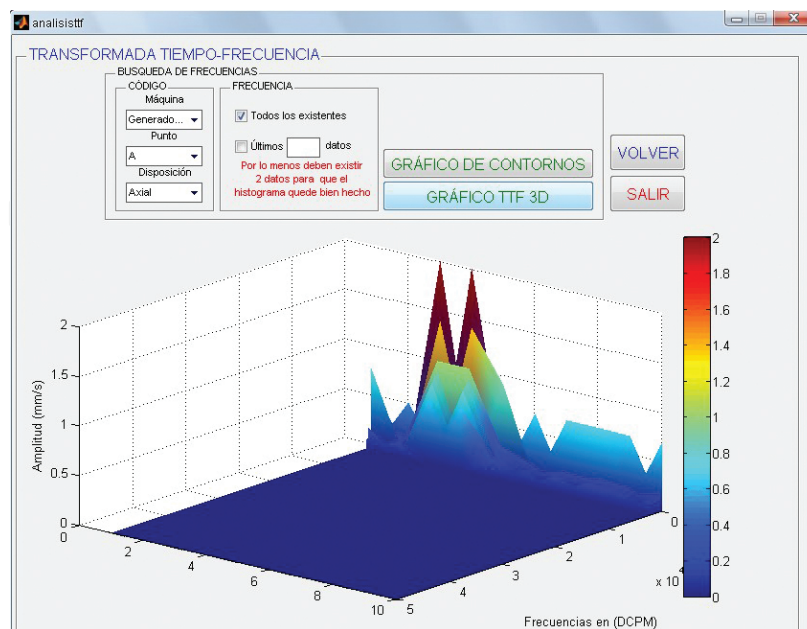 analisisttf
TRANSFORMADA TIEMPO-FRECUENCIA
BUSQUEDA DE FRECUENCIAS
CÓDIGO
Máquina
Generado...
Punto
A
Disposición
Axial
FRECUENCIA
Todos los existentes
Últimos datos
Por lo menos deben existir
2 datos para que el
histograma quede bien hecho
GRÁFICO DE CONTORNOS
GRÁFICO TTF 3D
VOLVER
SALIR
Amplitud (mm/s)
2
1.5
1
0.5
0
0
2
4
6
8
10
5
4
3
2
1
0
x 10 4
Frecuencias en (DCPM)
2
1.8
1.6
1.4
1.2
1
0.8
0.6
0.4
0.2
0